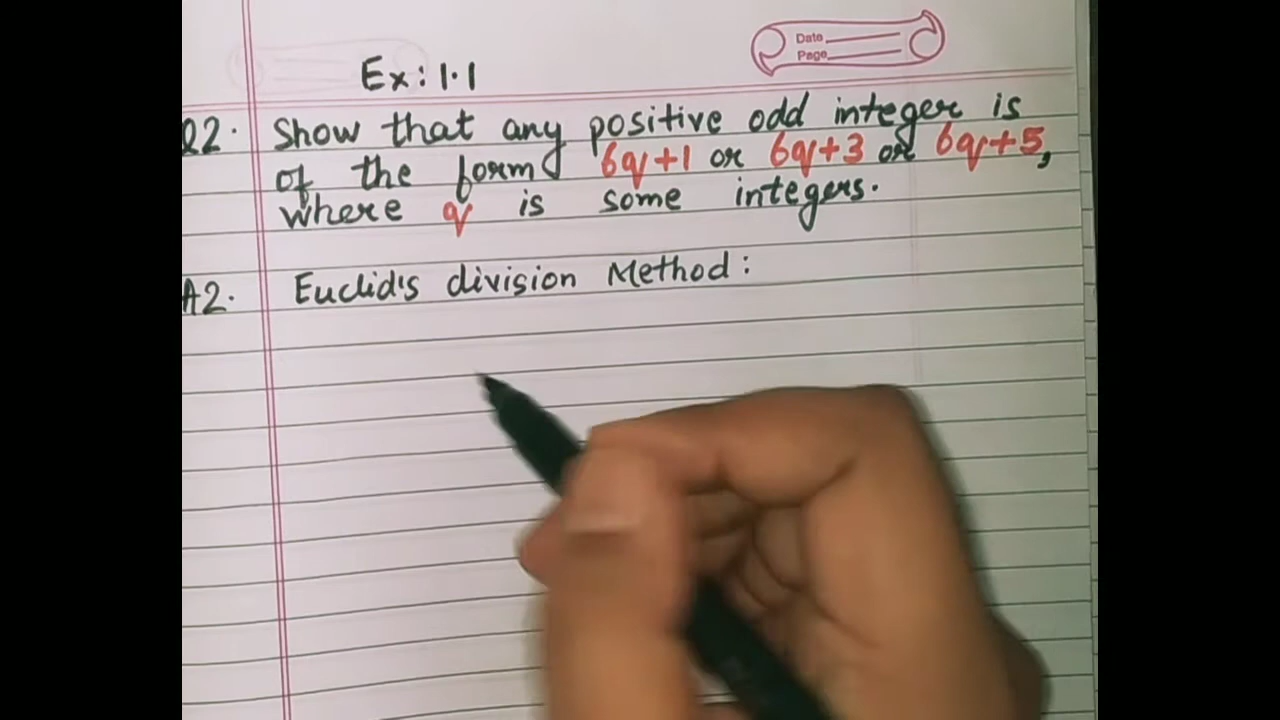 Date
Page
Ex: 1.1
Q2. Show that any positive odd integer is
of the form 6q+1 or 6q+3 or 6q+5,
where q is some integers.
A2. Euclid's division Method: